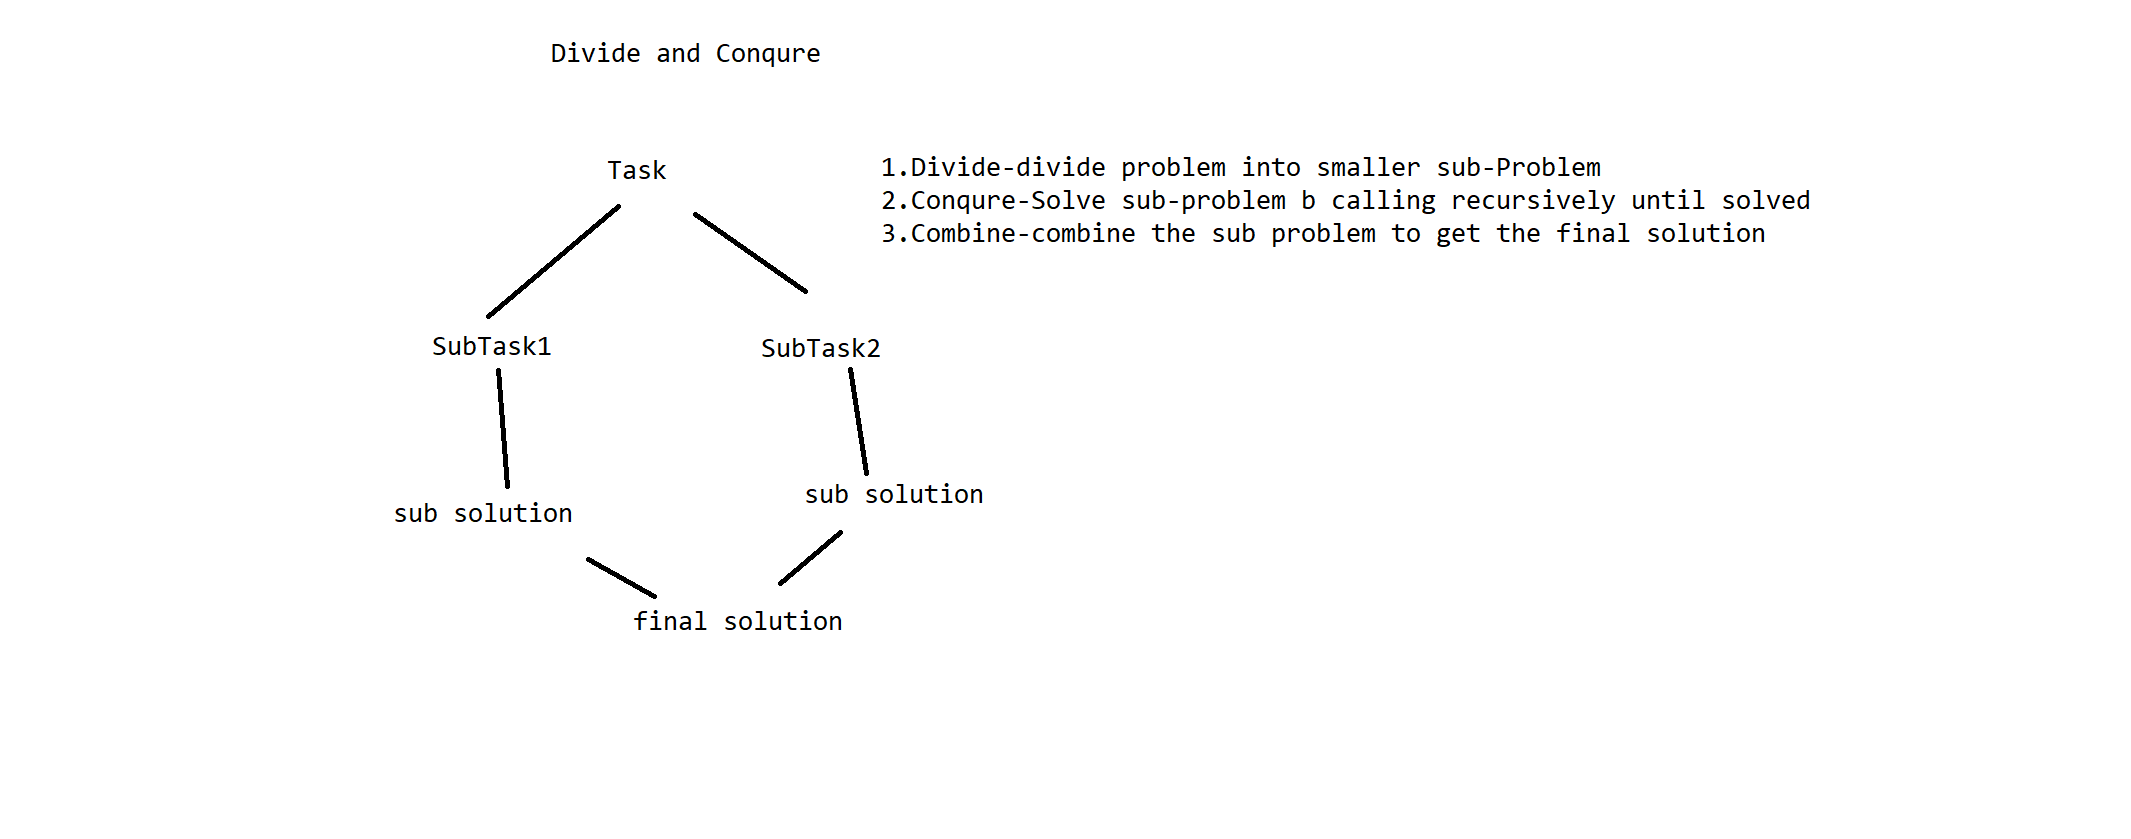 Divide and Conqure
Task
1.Divide-divide problem into smaller sub-Problem
2.Conqure-Solve sub-problem b calling recursively until solved
3.Combine-combine the sub problem to get the final solution
SubTask1
SubTask2
sub solution
sub solution
final solution